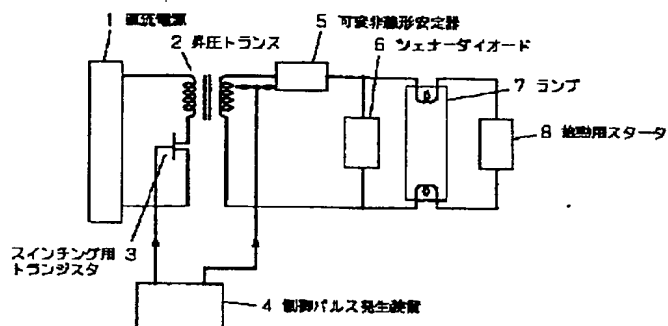 1 直流電源
2 昇圧トランス
5 可変非線形安定器
6 ツェナーダイオード
7 ランプ
8 始動用スタータ
スイッチング用 3
トランジスタ
4 制御パルス発生装置